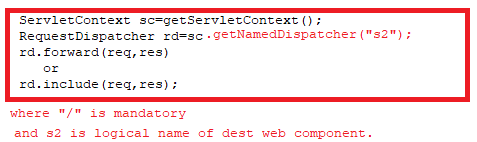 ServletContext sc=getServletContext();
RequestDispatcher rd=sc.getNamedDispatcher("s2");
rd.forward(req,res)
or
rd.include(req,res);
where "/" is mandatory
and s2 is logical name of dest web component.